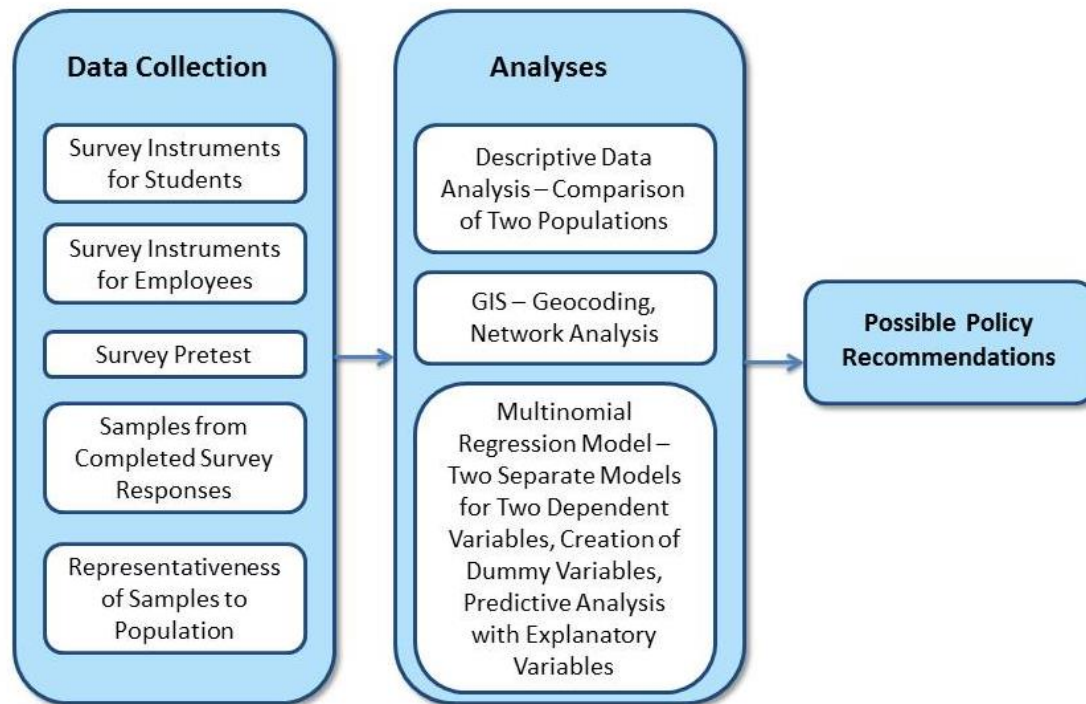 Data Collection
Survey Instruments
for Students
Survey Instruments
for Employees
Survey Pretest
Samples from
Completed Survey
Responses
Representativeness
of Samples to
Population
Analyses
Descriptive Data
Analysis – Comparison
of Two Populations
GIS – Geocoding,
Network Analysis
Multinomial
Regression Model –
Two Separate Models
for Two Dependent
Variables, Creation of
Dummy Variables,
Predictive Analysis
with Explanatory
Variables
Possible Policy
Recommendations